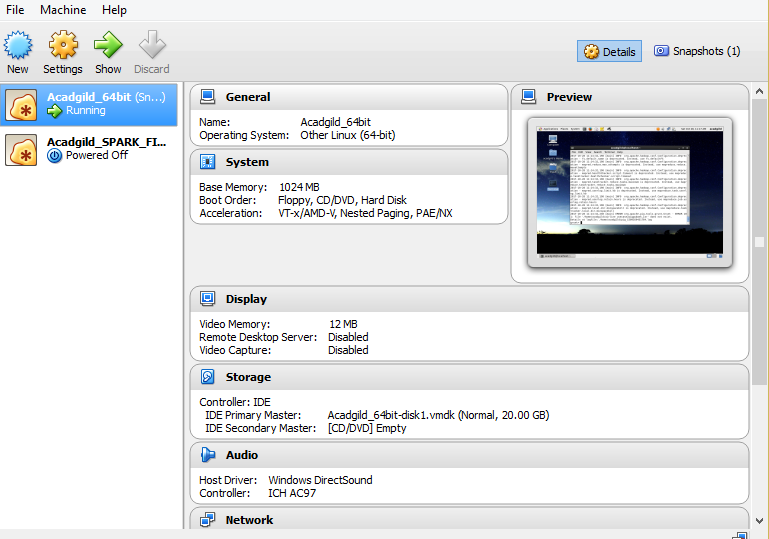 File Machine Help
New Settings Show Discard
Details Snapshots (1)
Acadgild_64bit (Sn...)
Running
Acadgild_SPARK_FI...
Powered Off
General
Name: Acadgild_64bit
Operating System: Other Linux (64-bit)
Preview
System
Base Memory: 1024 MB
Boot Order: Floppy, CD/DVD, Hard Disk
Acceleration: VT-x/AMD-V, Nested Paging, PAE/NX
Display
Video Memory: 12 MB
Remote Desktop Server: Disabled
Video Capture: Disabled
Storage
Controller: IDE
IDE Primary Master: Acadgild_64bit-disk1.vmdk (Normal, 20.00 GB)
IDE Secondary Master: [CD/DVD] Empty
Audio
Host Driver: Windows DirectSound
Controller: ICH AC97
Network